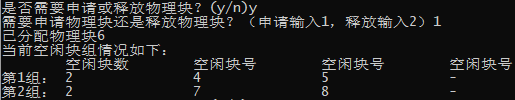 是否需要申请或释放物理块？(y/n)y
需要申请物理块还是释放物理块？（申请输入1，释放输入2）1
已分配物理块6
当前空闲块组情况如下：
空闲块数 空闲块号 空闲块号 空闲块号
第1组： 2 4 5 -
第2组： 2 7 8 -